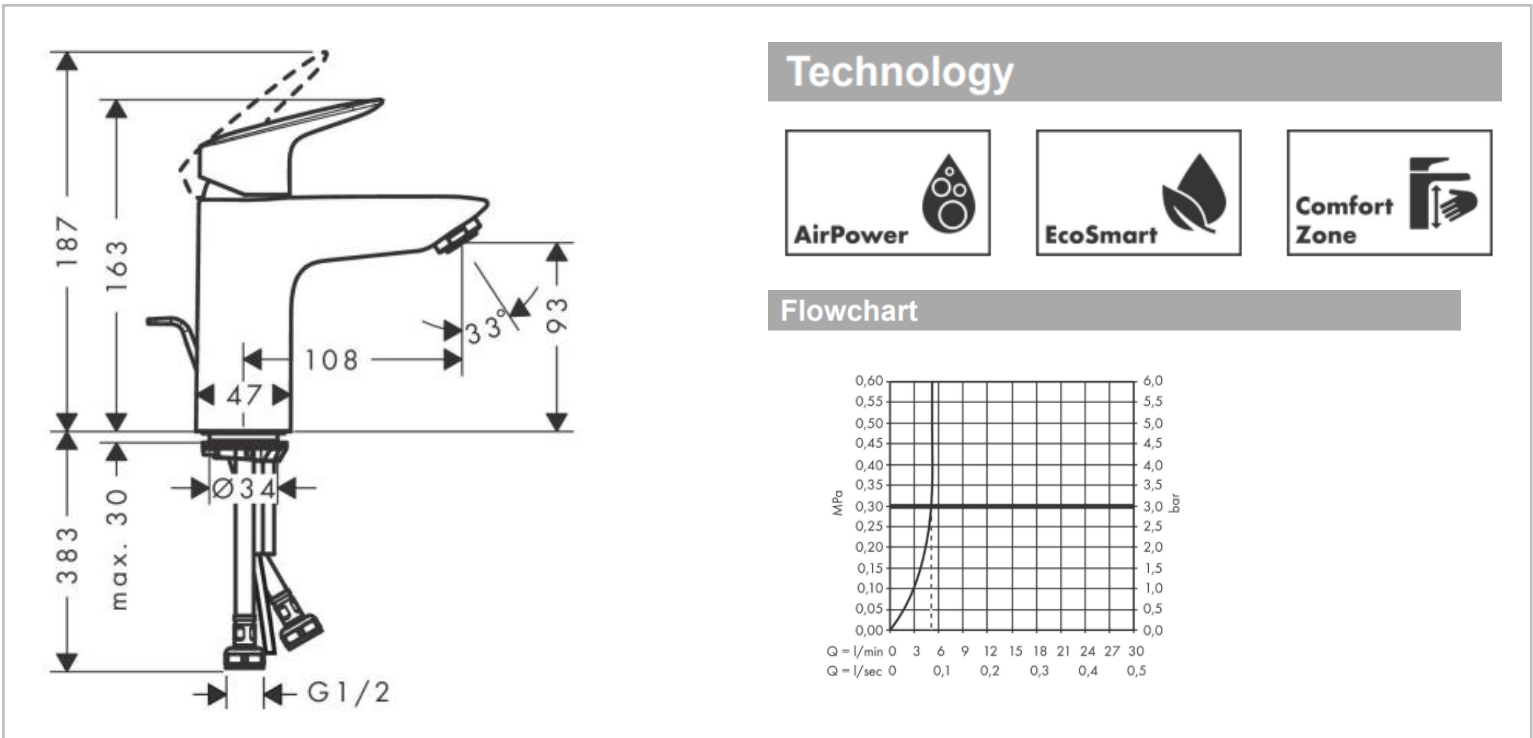 187
163
33°
93
108
47
Ø34
max. 30
383
G1/2
Technology
AirPower
EcoSmart
Comfort
Zone
Flowchart
0,60
0,55
0,50
0,45
0,40
0,35
0,30
0,25
0,20
0,15
0,10
0,05
0,00
MPa
6,0
5,5
5,0
4,5
4,0
3,5
3,0
2,5
2,0
1,5
1,0
0,5
0,0
bar
Q = l/min 0 3 6 9 12 15 18 21 24 27 30
Q = l/sec 0 0,1 0,2 0,3 0,4 0,5